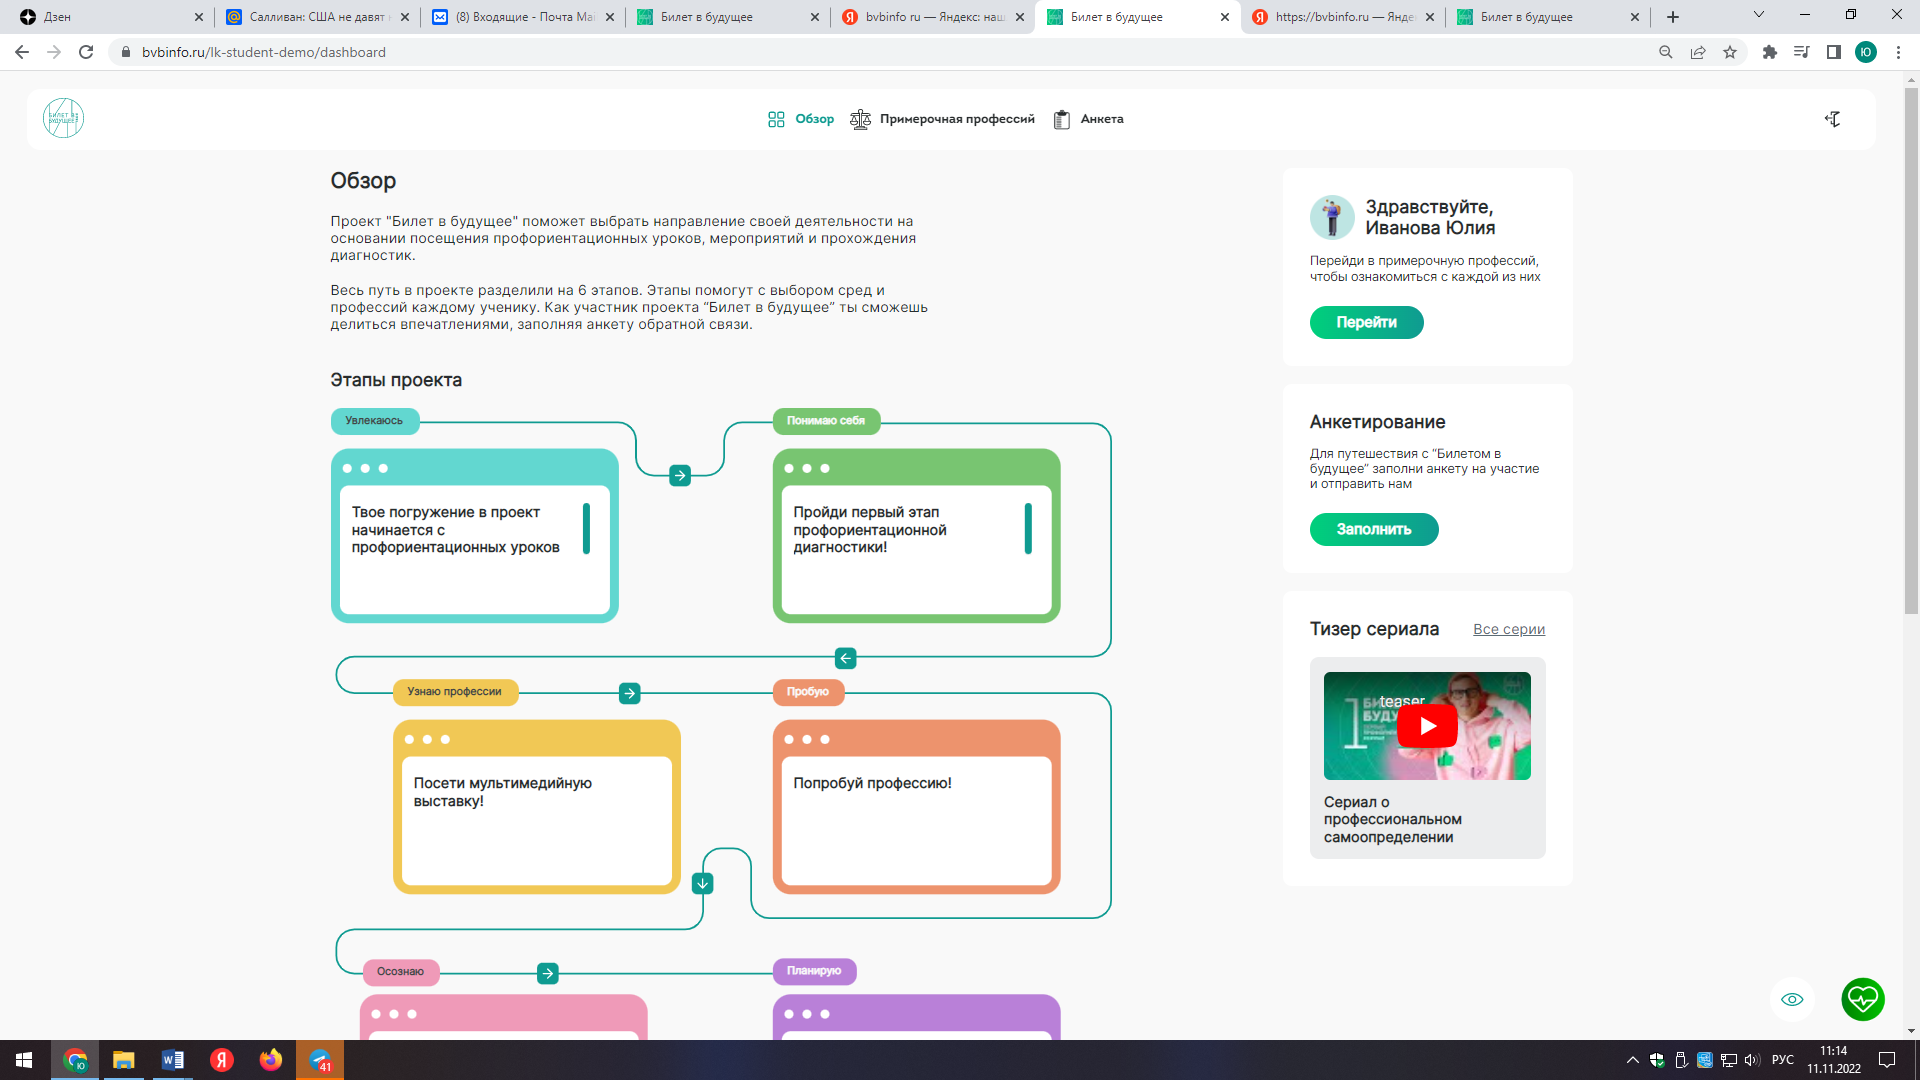 Дзен
Салливан: США не давят н
(8) Входящие - Почта Mai
Билет в будущее
bvbinfo ru — Яндекс: наш
Билет в будущее
https://bvbinfo.ru — Яндек
Билет в будущее
bvbinfo.ru/lk-student-demo/dashboard
Ю
БИЛЕТ В
БУДУЩЕЕ
Обзор
Примерочная профессий
Анкета
Обзор
Проект "Билет в будущее" поможет выбрать направление своей деятельности на
основании посещения профориентационных уроков, мероприятий и прохождения
диагностик.
Весь путь в проекте разделили на 6 этапов. Этапы помогут с выбором сред и
профессий каждому ученику. Как участник проекта “Билет в будущее” ты сможешь
делиться впечатлениями, заполняя анкету обратной связи.
Этапы проекта
Увлекаюсь
Твое погружение в проект
начинается с
профориентационных уроков
Понимаю себя
Пройди первый этап
профориентационной
диагностики!
Узнаю профессии
Посети мультимедийную
выставку!
Пробую
Попробуй профессию!
Осознаю
Планирую
Здравствуйте,
Иванова Юлия
Перейди в примерочную профессий,
чтобы ознакомиться с каждой из них
Перейти
Анкетирование
Для путешествия с “Билетом в
будущее” заполни анкету на участие
и отправить нам
Заполнить
Тизер сериала
Все серии
teaser
Сериал о
профессиональном
самоопределении
41
РУС
11:14
11.11.2022